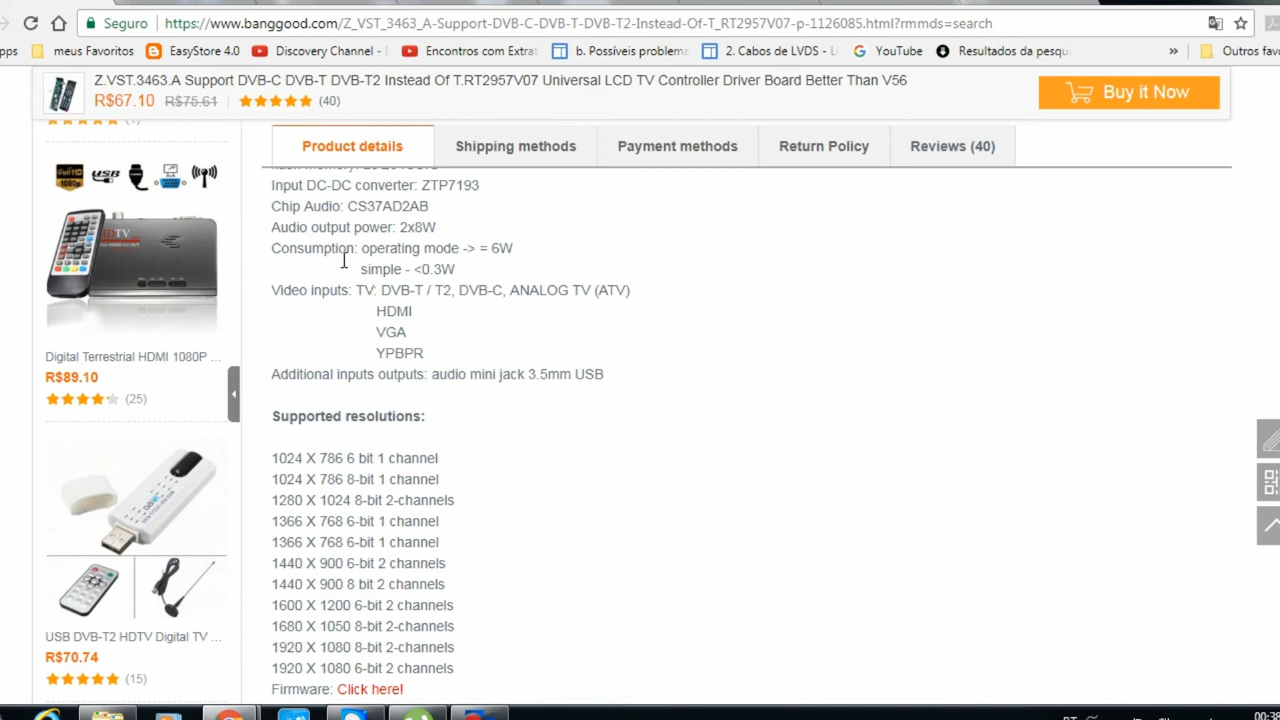 Seguro
https://www.banggood.com/Z_VST_3463_A-Support-DVB-C-DVB-T-DVB-T2-Instead-Of-T_RT2957V07-p-1126085.html?rmmds=search
pps meus Favoritos EasyStore 4.0 Discovery Channel - Encontros com Extrat b. Possíveis problema 2. Cabos de LVDS - Li YouTube Resultados da pesqu » Outros favo
Z.VST.3463.A Support DVB-C DVB-T DVB-T2 Instead Of T.RT2957V07 Universal LCD TV Controller Driver Board Better Than V56
R$67.10 R$75.61 (40)
Buy it Now
Product details Shipping methods Payment methods Return Policy Reviews (40)
Input DC-DC converter: ZTP7193
Chip Audio: CS37AD2AB
Audio output power: 2x8W
Consumption: operating mode -> = 6W
simple - <0.3W
Video inputs: TV: DVB-T / T2, DVB-C, ANALOG TV (ATV)
HDMI
VGA
YPBPR
Additional inputs outputs: audio mini jack 3.5mm USB
Supported resolutions:
1024 X 786 6 bit 1 channel
1024 X 786 8-bit 1 channel
1280 X 1024 8-bit 2-channels
1366 X 768 6-bit 1 channel
1366 X 768 6-bit 1 channel
1440 X 900 6-bit 2 channels
1440 X 900 8 bit 2 channels
1600 X 1200 6-bit 2 channels
1680 X 1050 8-bit 2 channels
1920 X 1080 8-bit 2 channels
1920 X 1080 6-bit 2 channels
Firmware: Click here!
Full HD 1080p USB
Digital Terrestrial HDMI 1080P ...
R$89.10
(25)
USB DVB-T2 HDTV Digital TV ...
R$70.74
(15)